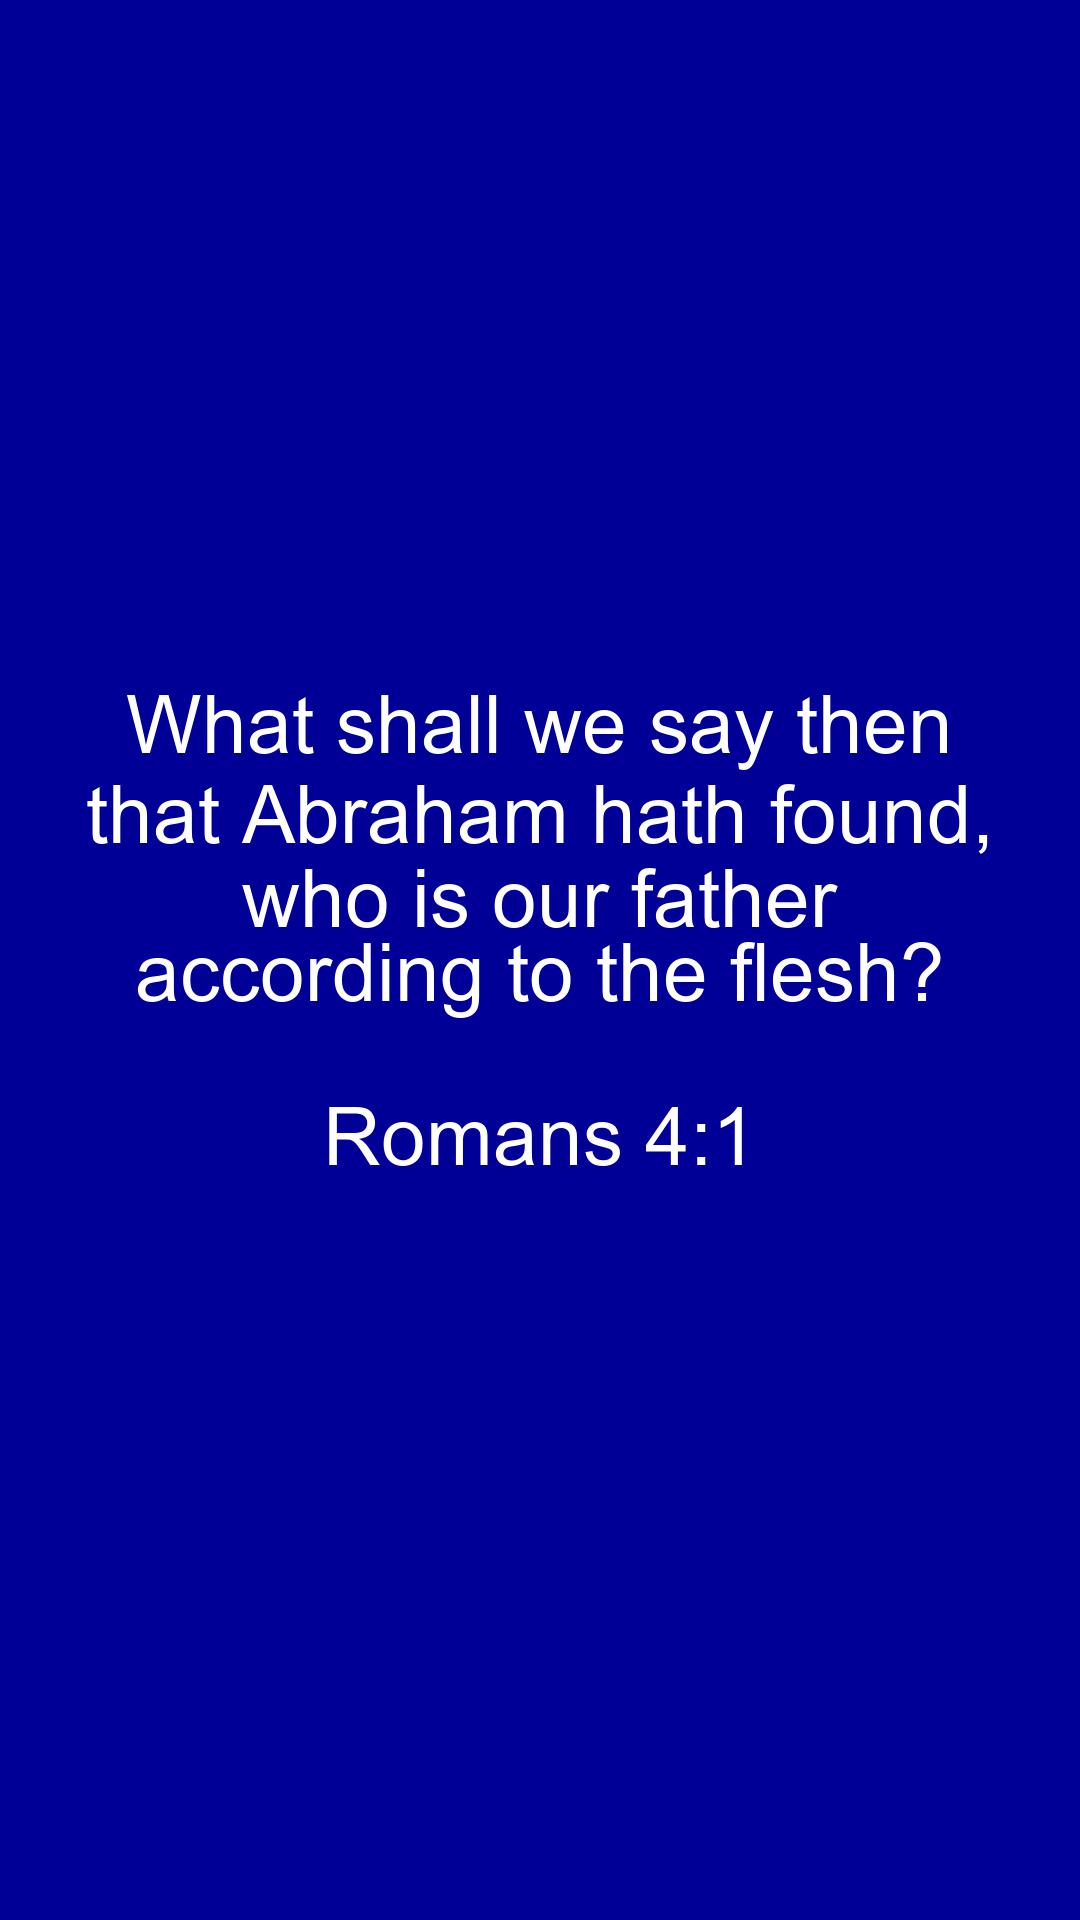 What shall we say then
that Abraham hath found,
who is our father
according to the flesh?
Romans 4:1